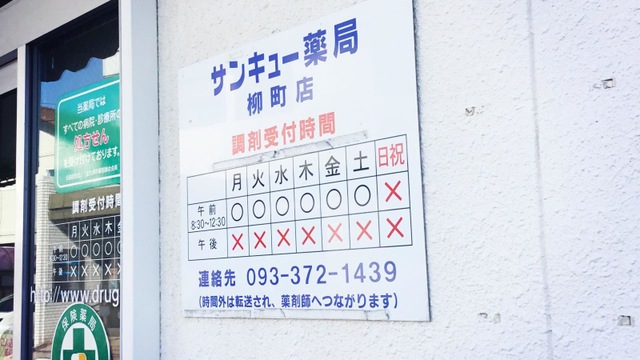 サンキュー薬局
柳町店
調剤受付時間
月 火 水 木 金 土 日祝
午前 8:30~12:30 ○ ○ ○ ○ ○ ○ ×
午後 × × × × × × ×
連絡先 093-372-1439
(時間外は転送され、薬剤師へつながります)
当薬局では
すべての病院・診療所の
処方せん
を受け付けております。
調剤受付時間
月 火 水 木 金
○ ○ ○ ○
× × × ×
http://www.drug
保険薬局